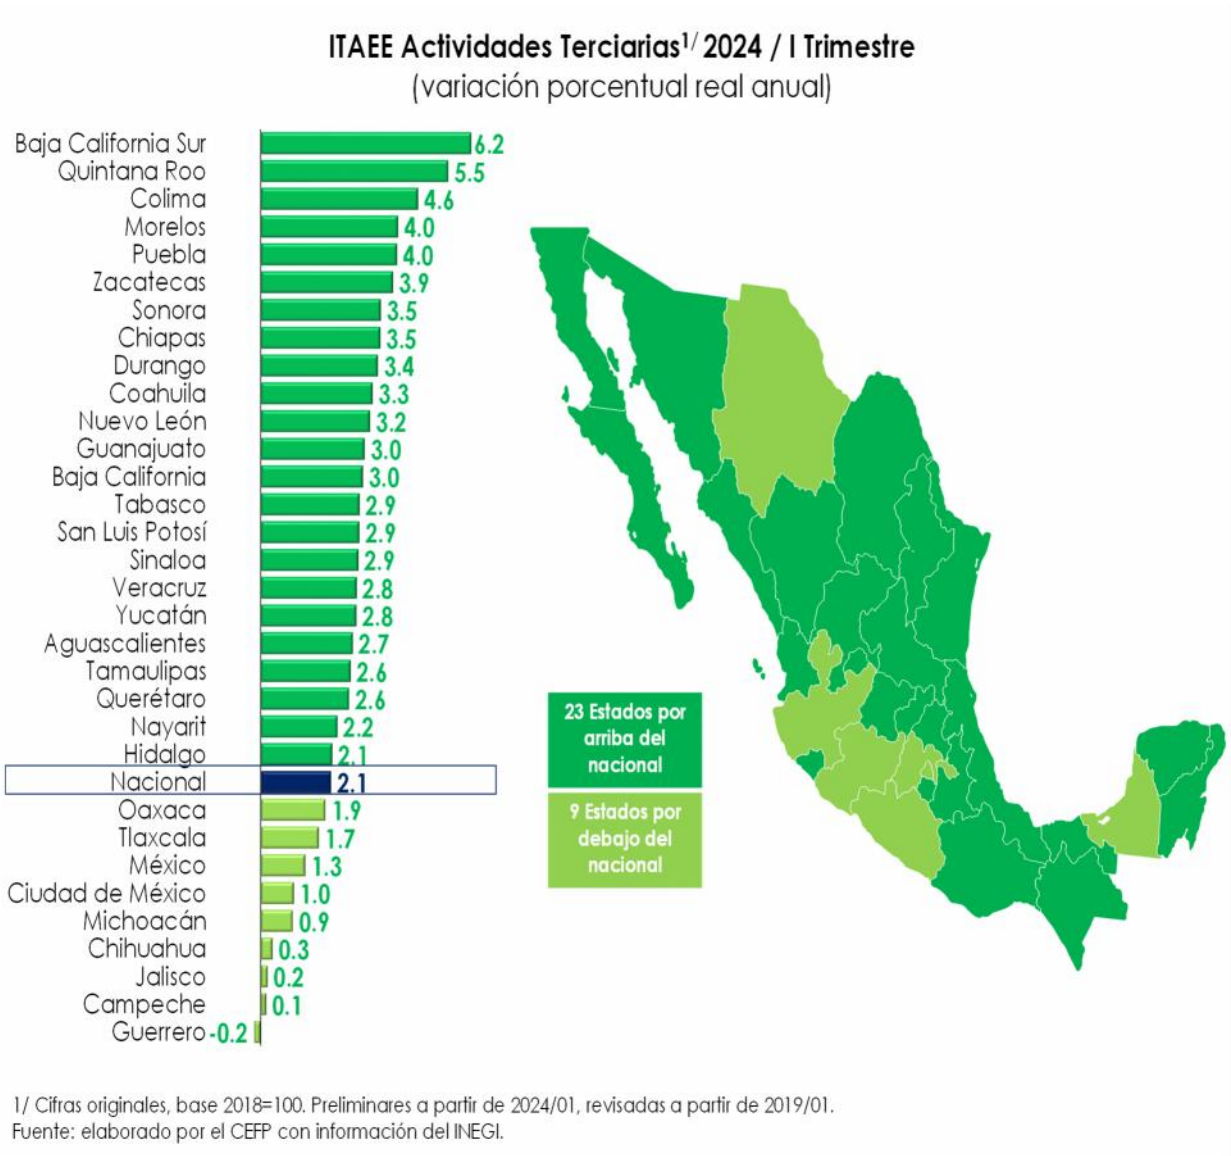 ITAEE Actividades Terciarias1/ 2024 / I Trimestre
(variación porcentual real anual)
Baja California Sur 6.2
Quintana Roo 5.5
Colima 4.6
Morelos 4.0
Puebla 4.0
Zacatecas 3.9
Sonora 3.5
Chiapas 3.5
Durango 3.4
Coahuila 3.3
Nuevo León 3.2
Guanajuato 3.0
Baja California 3.0
Tabasco 2.9
San Luis Potosí 2.9
Sinaloa 2.9
Veracruz 2.8
Yucatán 2.8
Aguascalientes 2.7
Tamaulipas 2.6
Querétaro 2.6
Nayarit 2.2
Hidalgo 2.1
Nacional 2.1
Oaxaca 1.9
Tlaxcala 1.7
México 1.3
Ciudad de México 1.0
Michoacán 0.9
Chihuahua 0.3
Jalisco 0.2
Campeche 0.1
Guerrero -0.2
23 Estados por
arriba del
nacional
9 Estados por
debajo del
nacional
1/ Cifras originales, base 2018=100. Preliminares a partir de 2024/01, revisadas a partir de 2019/01.
Fuente: elaborado por el CEFP con información del INEGI.